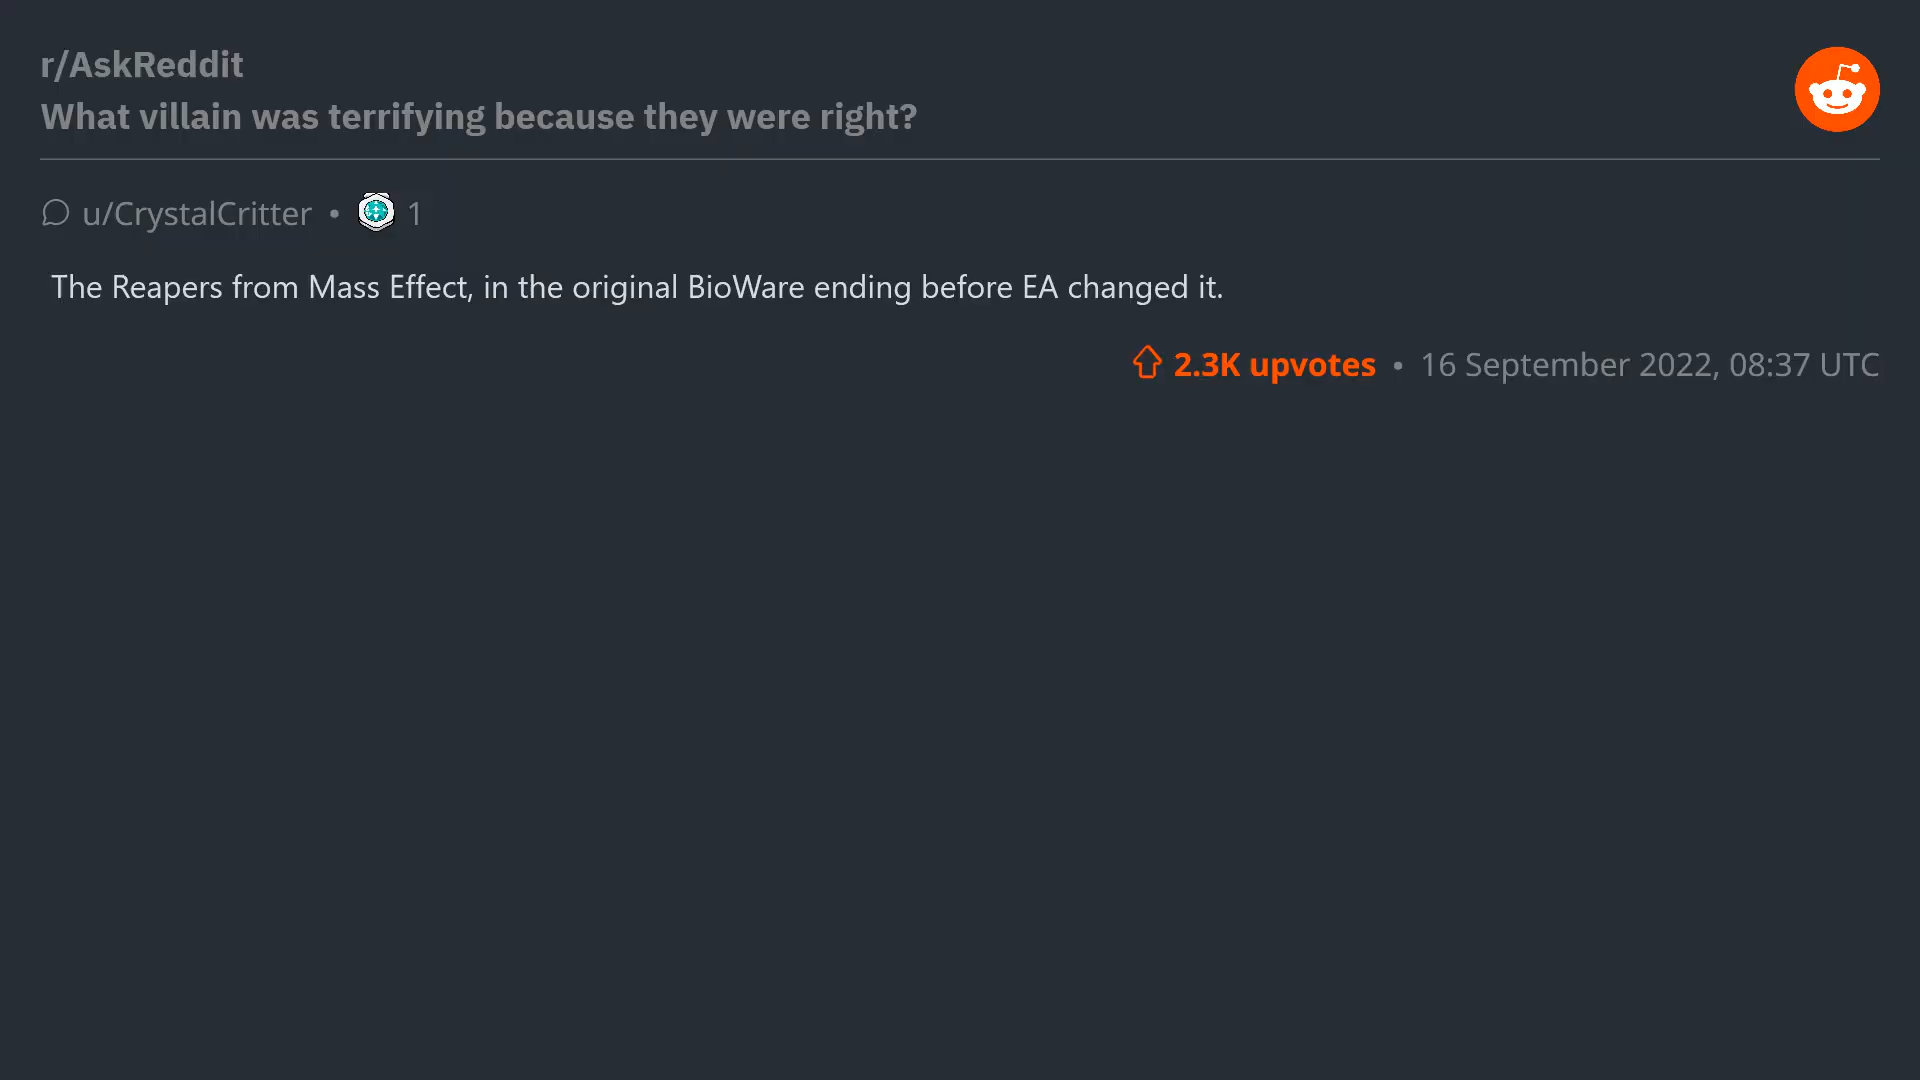 r/AskReddit
What villain was terrifying because they were right?
u/CrystalCritter • 1
The Reapers from Mass Effect, in the original BioWare ending before EA changed it.
2.3K upvotes • 16 September 2022, 08:37 UTC